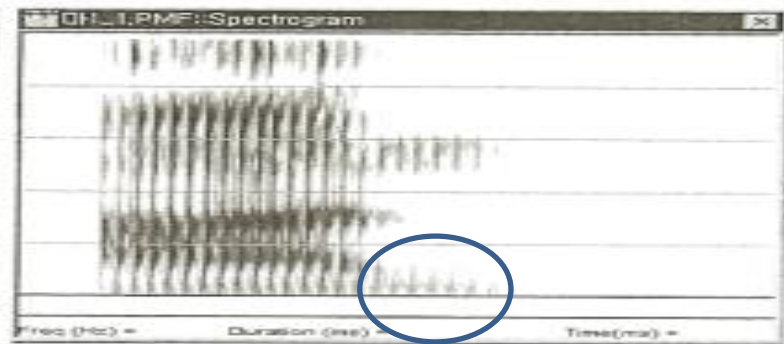 OH_1.PMF: Spectrogram
Freq (Hz) = Duration (ms) = Time(ms) =